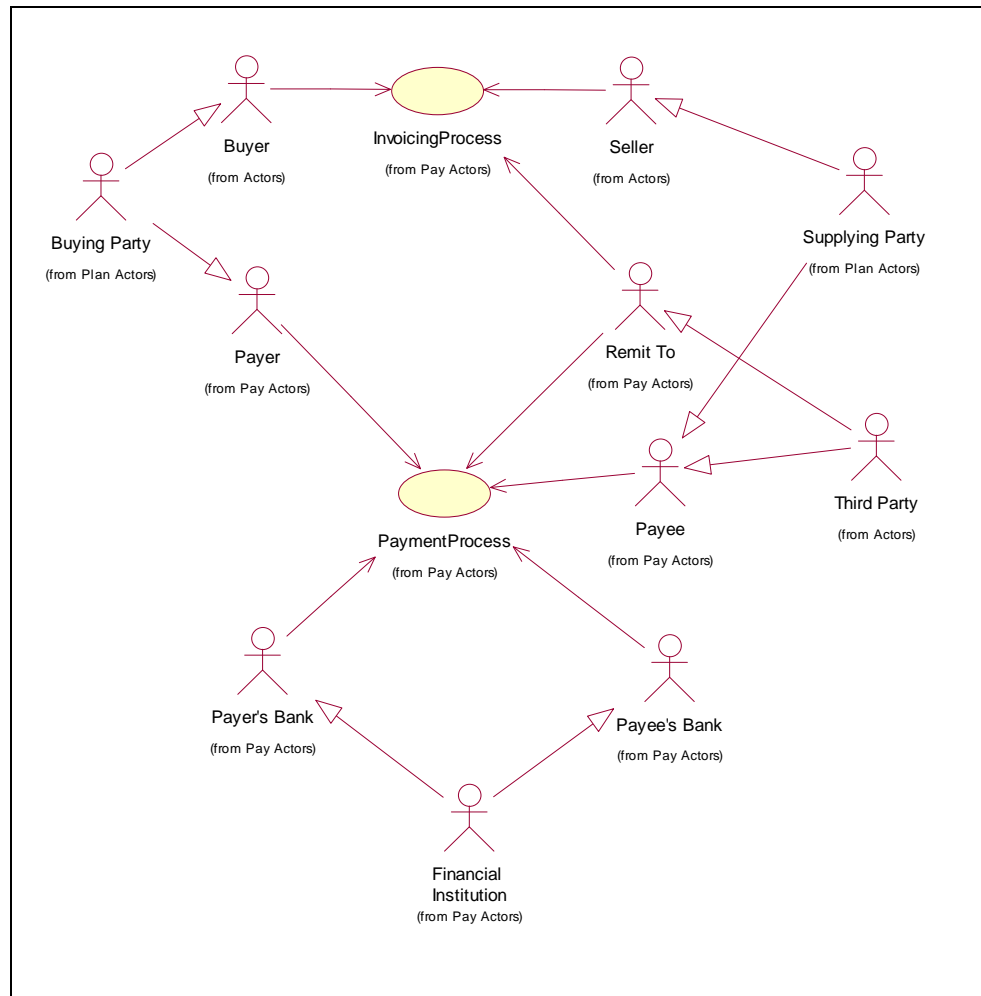 Buyer
(from Actors)
InvoicingProcess
(from Pay Actors)
Seller
(from Actors)
Buying Party
(from Plan Actors)
Supplying Party
(from Plan Actors)
Payer
(from Pay Actors)
Remit To
(from Pay Actors)
Third Party
(from Actors)
PaymentProcess
(from Pay Actors)
Payee
(from Pay Actors)
Payer's Bank
(from Pay Actors)
Payee's Bank
(from Pay Actors)
Financial
Institution
(from Pay Actors)